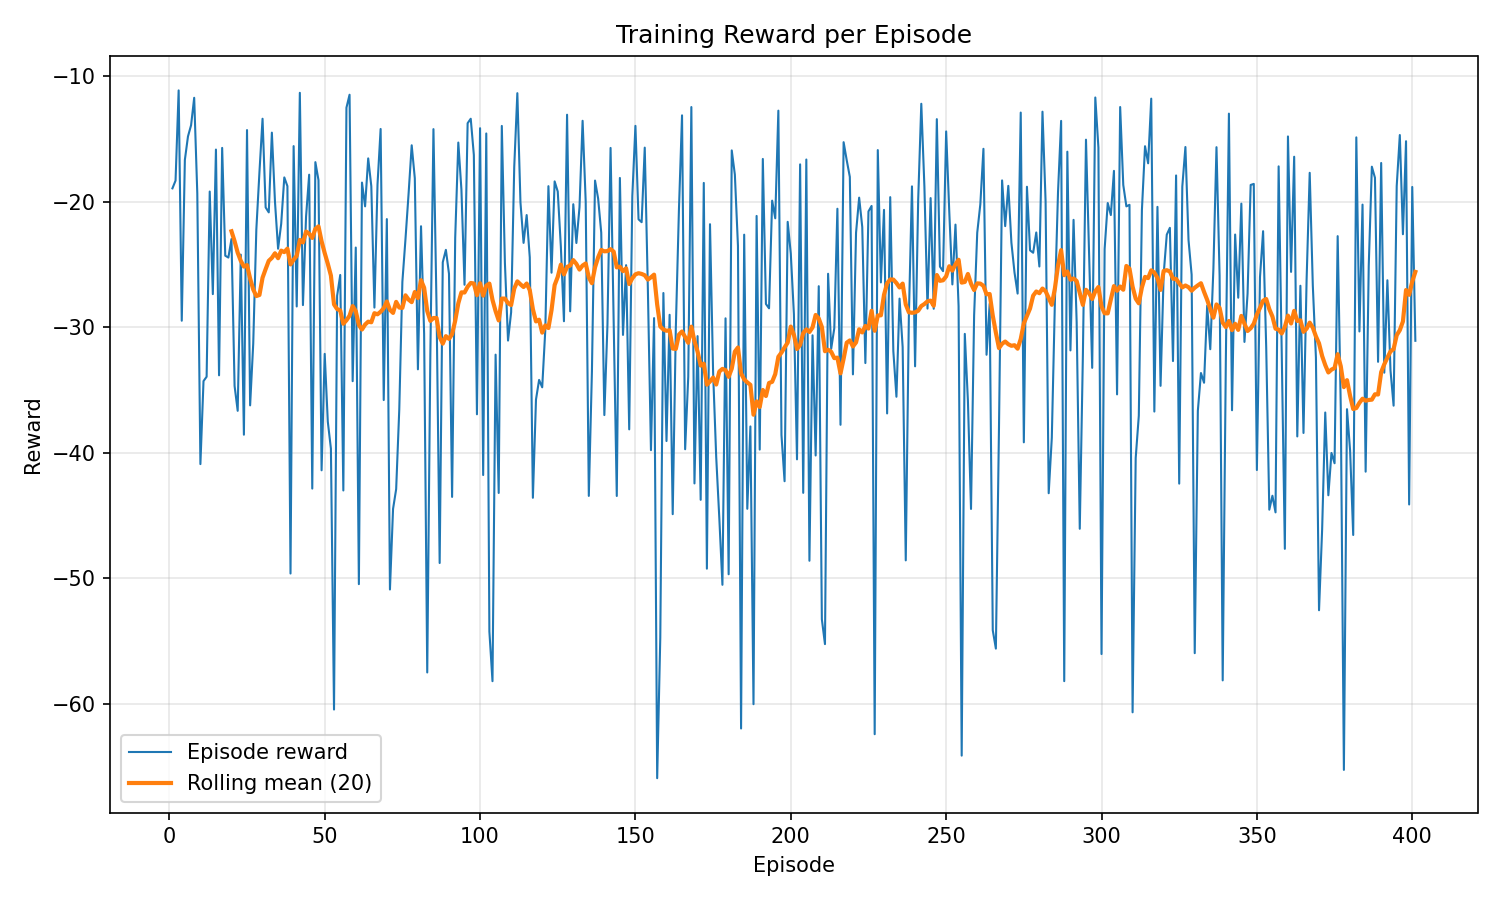 Training Reward per Episode
−10
−20
−30
−40
−50
−60
Reward
Episode reward
Rolling mean (20)
0 50 100 150 200 250 300 350 400
Episode